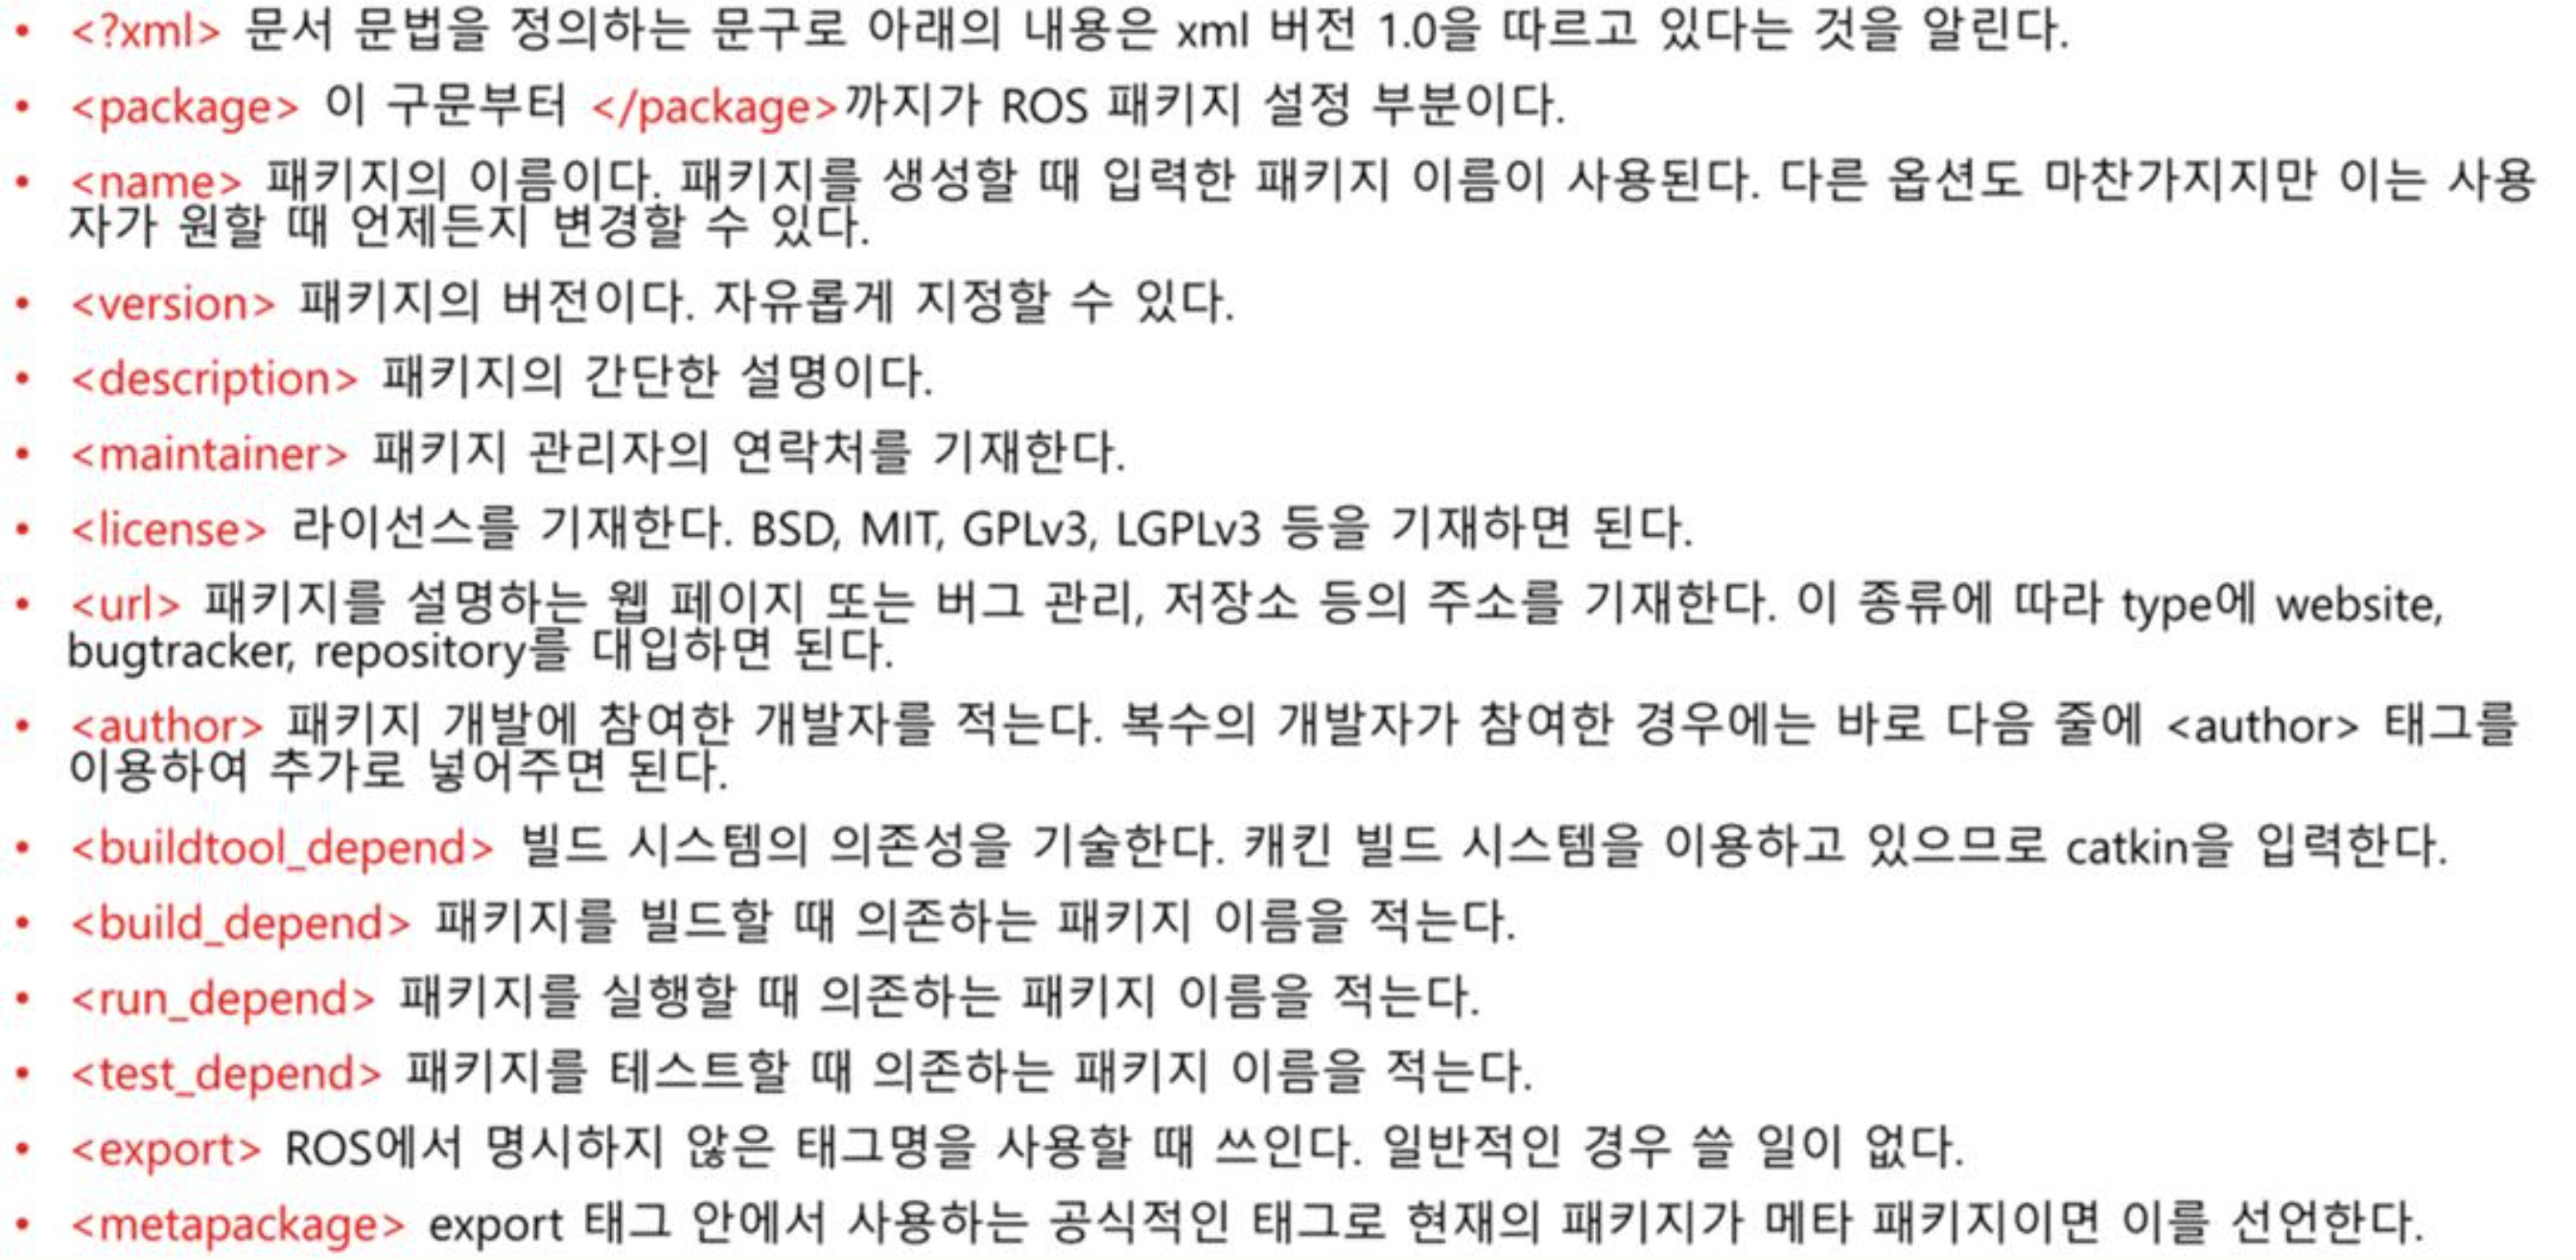 • <?xml> 문서 문법을 정의하는 문구로 아래의 내용은 xml 버전 1.0을 따르고 있다는 것을 알린다.
• <package> 이 구문부터 </package>까지가 ROS 패키지 설정 부분이다.
• <name> 패키지의 이름이다. 패키지를 생성할 때 입력한 패키지 이름이 사용된다. 다른 옵션도 마찬가지지만 이는 사용
자가 원할 때 언제든지 변경할 수 있다.
• <version> 패키지의 버전이다. 자유롭게 지정할 수 있다.
• <description> 패키지의 간단한 설명이다.
• <maintainer> 패키지 관리자의 연락처를 기재한다.
• <license> 라이선스를 기재한다. BSD, MIT, GPLv3, LGPLv3 등을 기재하면 된다.
• <url> 패키지를 설명하는 웹 페이지 또는 버그 관리, 저장소 등의 주소를 기재한다. 이 종류에 따라 type에 website,
bugtracker, repository를 대입하면 된다.
• <author> 패키지 개발에 참여한 개발자를 적는다. 복수의 개발자가 참여한 경우에는 바로 다음 줄에 <author> 태그를
이용하여 추가로 넣어주면 된다.
• <buildtool_depend> 빌드 시스템의 의존성을 기술한다. 캐킨 빌드 시스템을 이용하고 있으므로 catkin을 입력한다.
• <build_depend> 패키지를 빌드할 때 의존하는 패키지 이름을 적는다.
• <run_depend> 패키지를 실행할 때 의존하는 패키지 이름을 적는다.
• <test_depend> 패키지를 테스트할 때 의존하는 패키지 이름을 적는다.
• <export> ROS에서 명시하지 않은 태그명을 사용할 때 쓰인다. 일반적인 경우 쓸 일이 없다.
• <metapackage> export 태그 안에서 사용하는 공식적인 태그로 현재의 패키지가 메타 패키지이면 이를 선언한다.